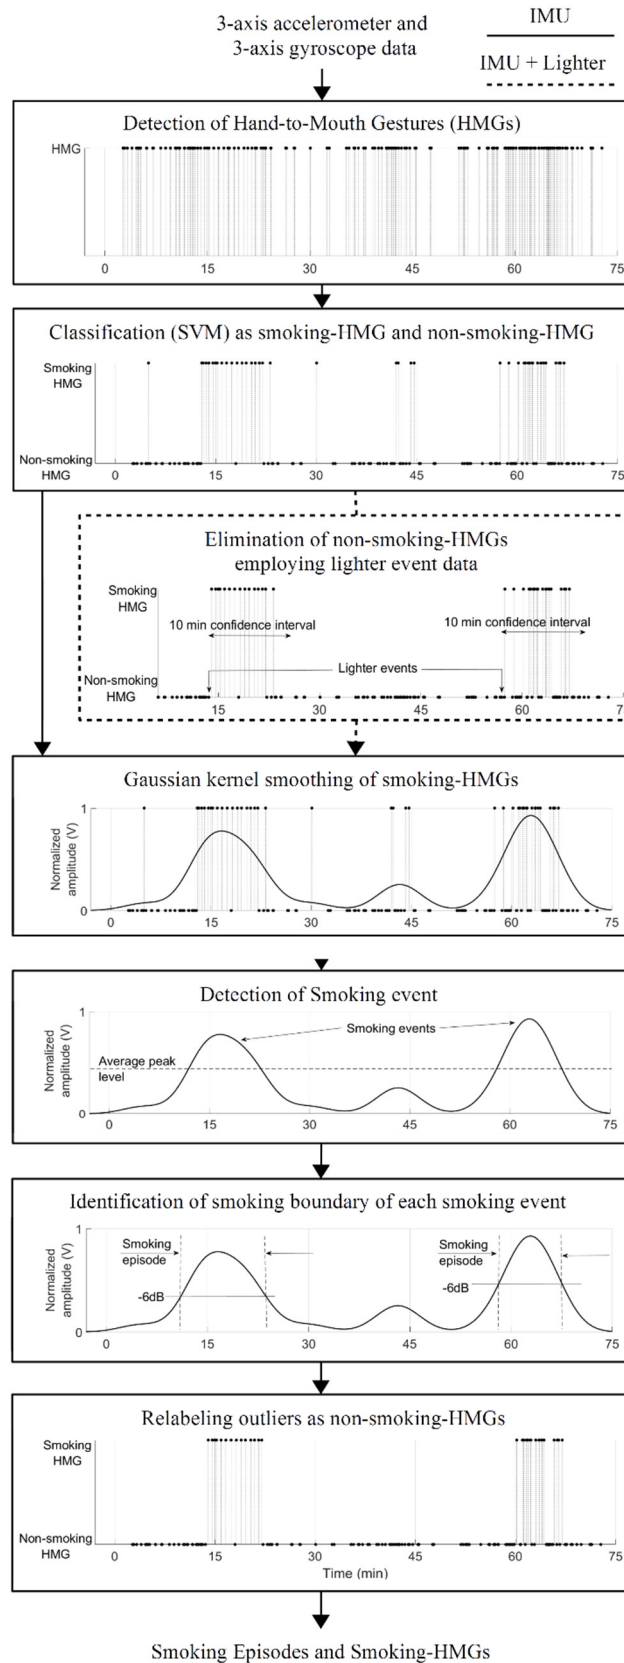 3-axis accelerometer and
3-axis gyroscope data
IMU
IMU + Lighter
Detection of Hand-to-Mouth Gestures (HMGs)
HMG
0 15 30 45 60 75
Classification (SVM) as smoking-HMG and non-smoking-HMG
Smoking
HMG
Non-smoking
HMG
0 15 30 45 60 75
Elimination of non-smoking-HMGs
employing lighter event data
Smoking
HMG
10 min confidence interval
10 min confidence interval
Lighter events
Non-smoking
HMG
15 30 45 60 75
Gaussian kernel smoothing of smoking-HMGs
Normalized
amplitude (V)
1
0
0 15 30 45 60 75
Detection of Smoking event
Normalized
amplitude (V)
1
Smoking events
Average peak
level
0
0 15 30 45 60 75
Identification of smoking boundary of each smoking event
Normalized
amplitude (V)
1
Smoking
episode
Smoking
episode
-6dB
-6dB
0
0 15 30 45 60 75
Relabeling outliers as non-smoking-HMGs
Smoking
HMG
Non-smoking
HMG
0 15 30 45 60 75
Time (min)
Smoking Episodes and Smoking-HMGs